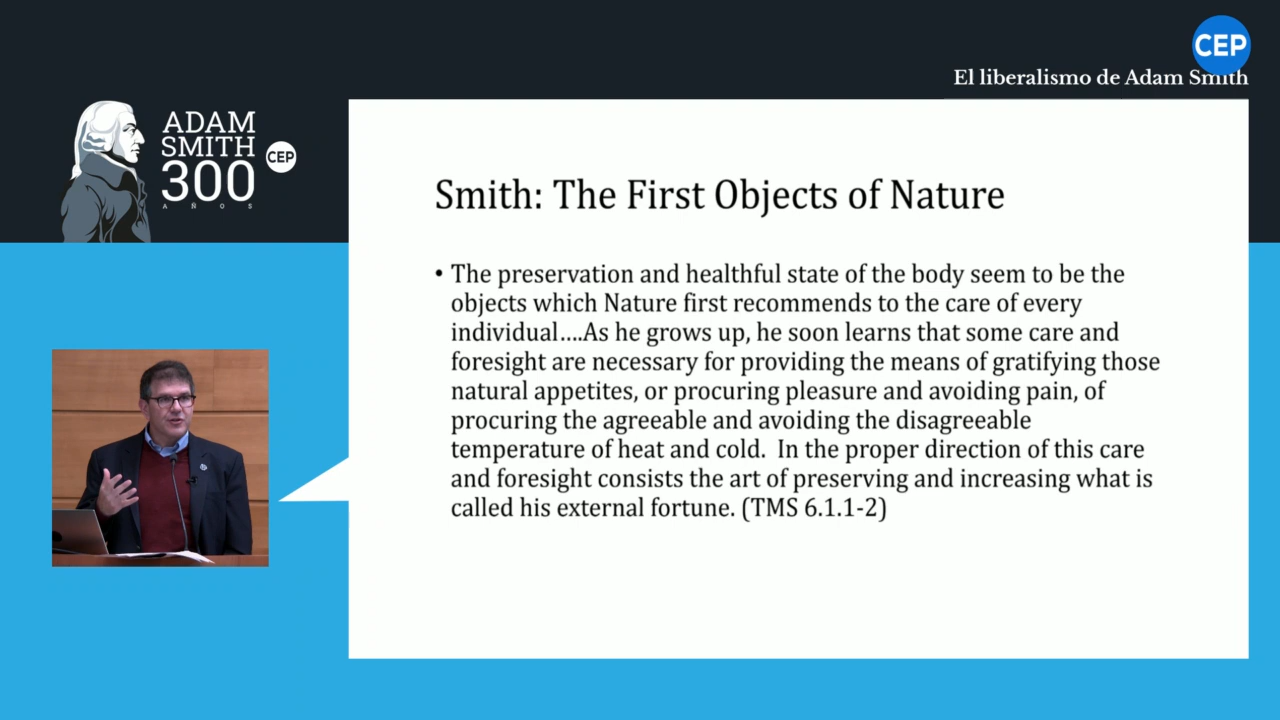 CEP
El liberalismo de Adam Smith
ADAM
SMITH
300
AÑOS
CEP
Smith: The First Objects of Nature
• The preservation and healthful state of the body seem to be the
objects which Nature first recommends to the care of every
individual….As he grows up, he soon learns that some care and
foresight are necessary for providing the means of gratifying those
natural appetites, or procuring pleasure and avoiding pain, of
procuring the agreeable and avoiding the disagreeable
temperature of heat and cold.  In the proper direction of this care
and foresight consists the art of preserving and increasing what is
called his external fortune. (TMS 6.1.1-2)